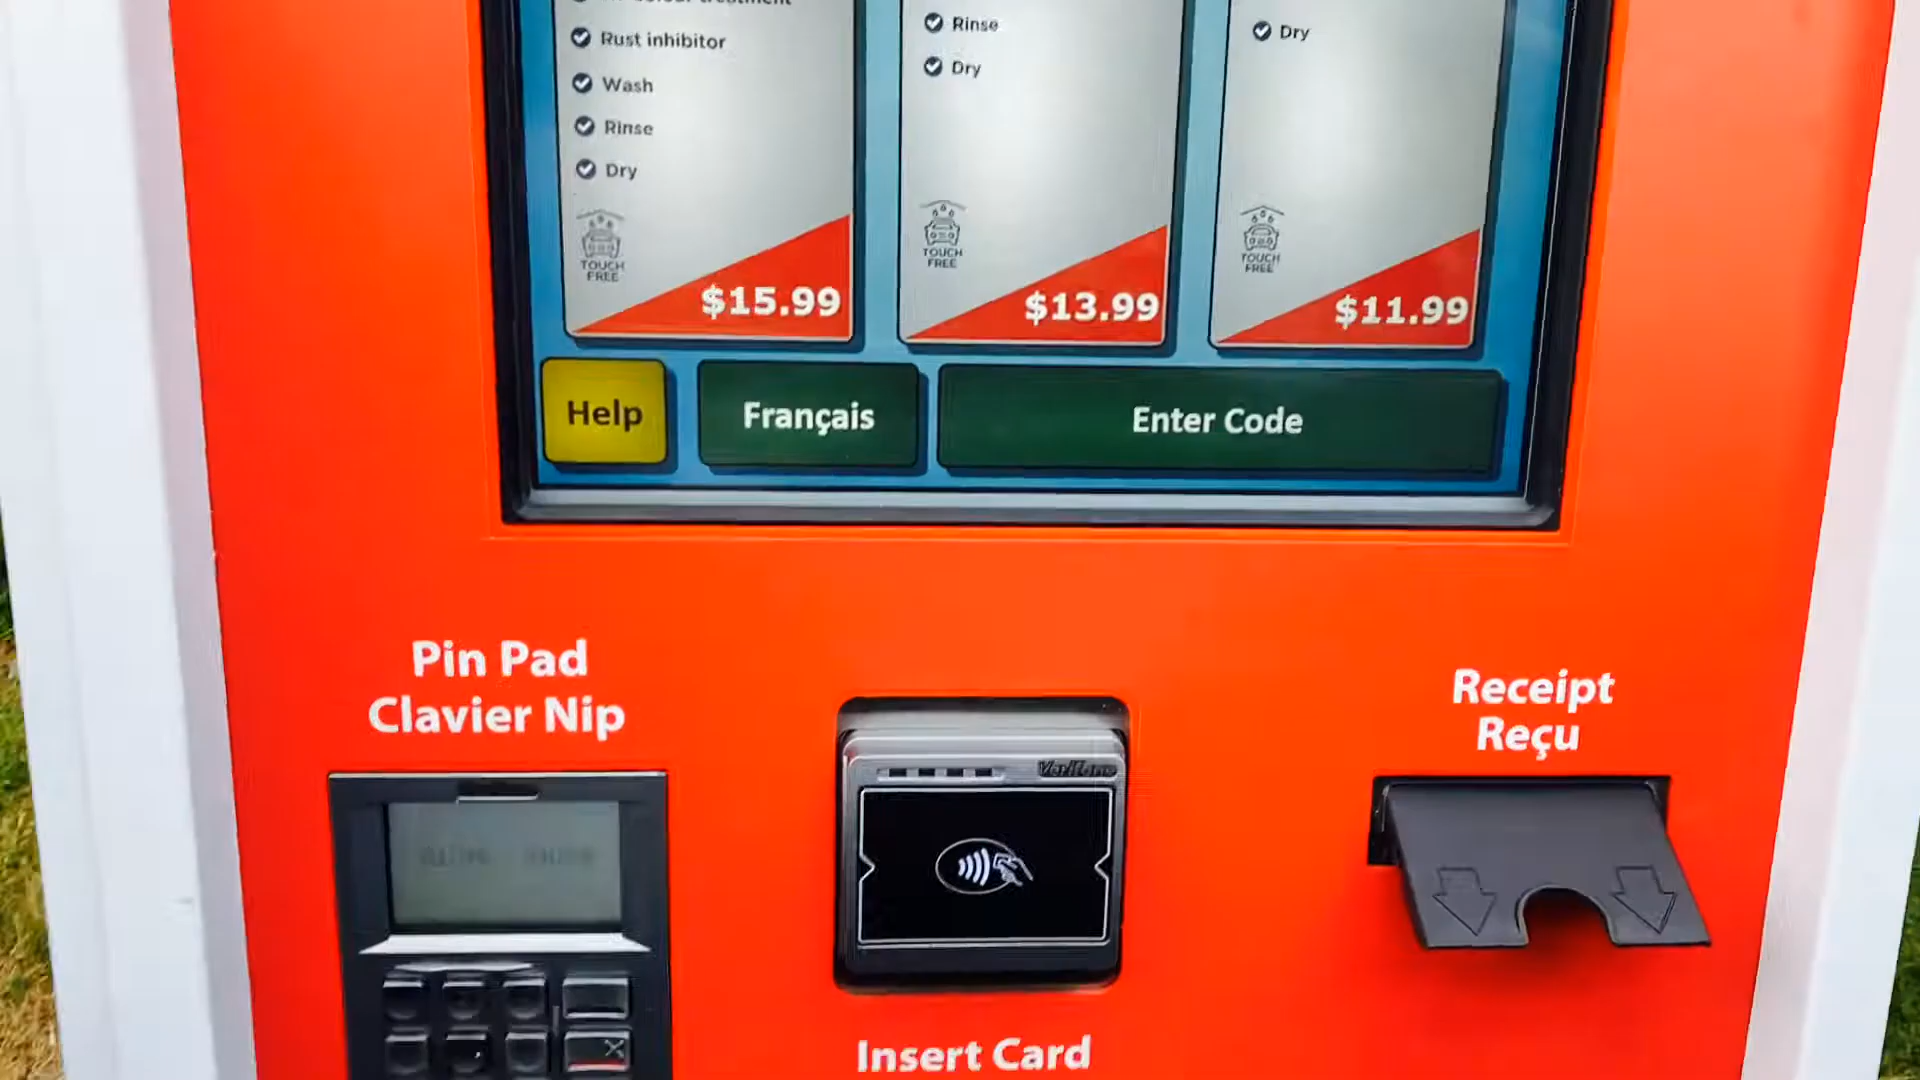 Rust inhibitor
Wash
Rinse
Dry
TOUCH
FREE
$15.99
Rinse
Dry
TOUCH
FREE
$13.99
Dry
TOUCH
FREE
$11.99
Help
Français
Enter Code
Pin Pad
Clavier Nip
Receipt
Reçu
VeriFone
Insert Card